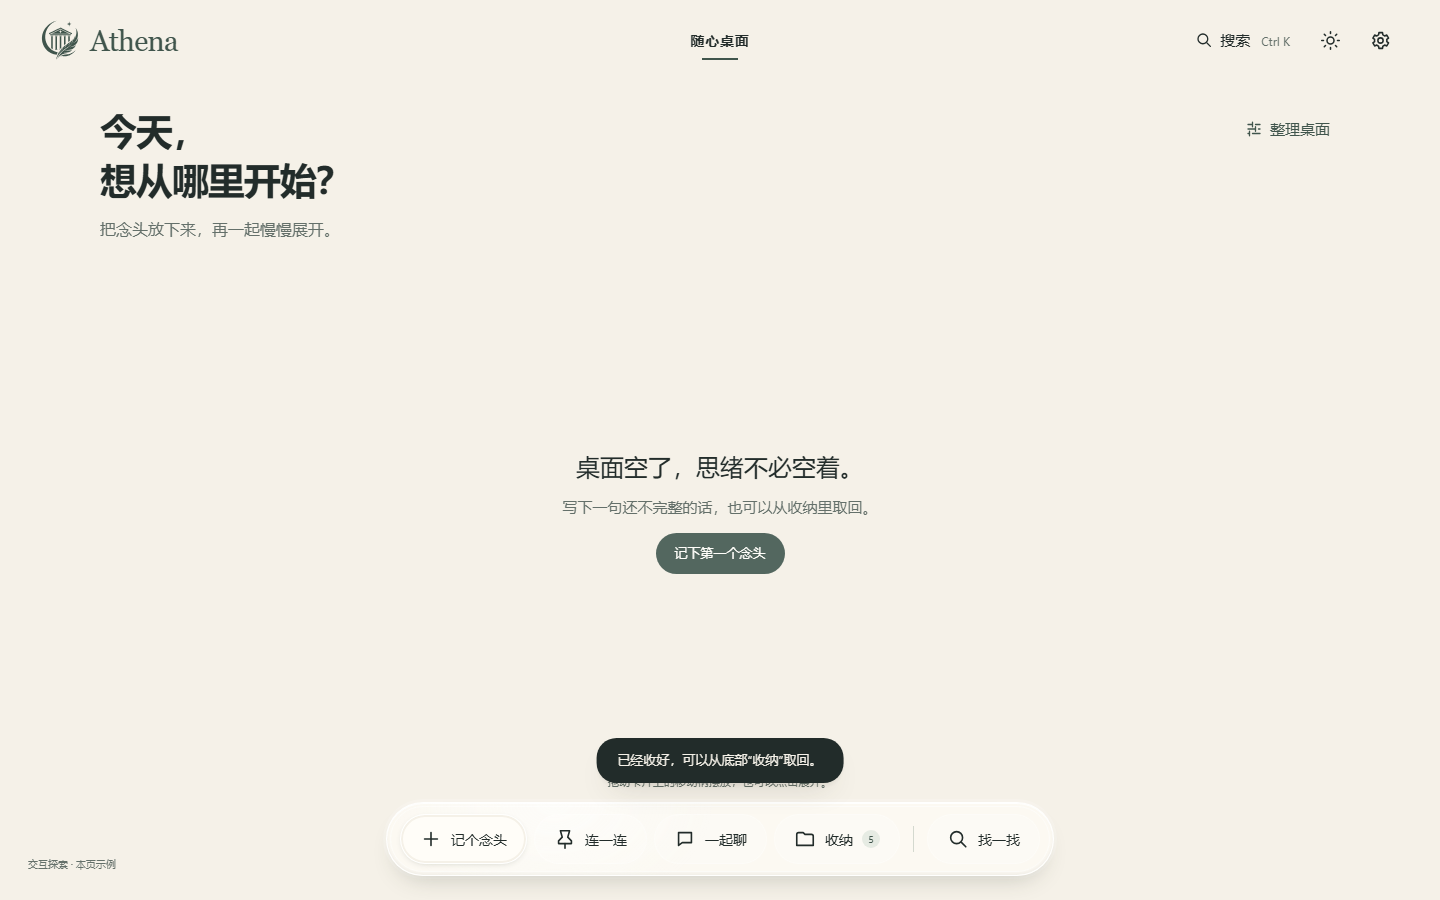 Athena
随心桌面
搜索 Ctrl K
今天，
想从哪里开始？
整理桌面
把念头放下来，再一起慢慢展开。
桌面空了，思绪不必空着。
写下一句还不完整的话，也可以从收纳里取回。
记下第一个念头
已经收好，可以从底部“收纳”取回。
记个念头
连一连
一起聊
收纳 5
找一找
交互探索 · 本页示例